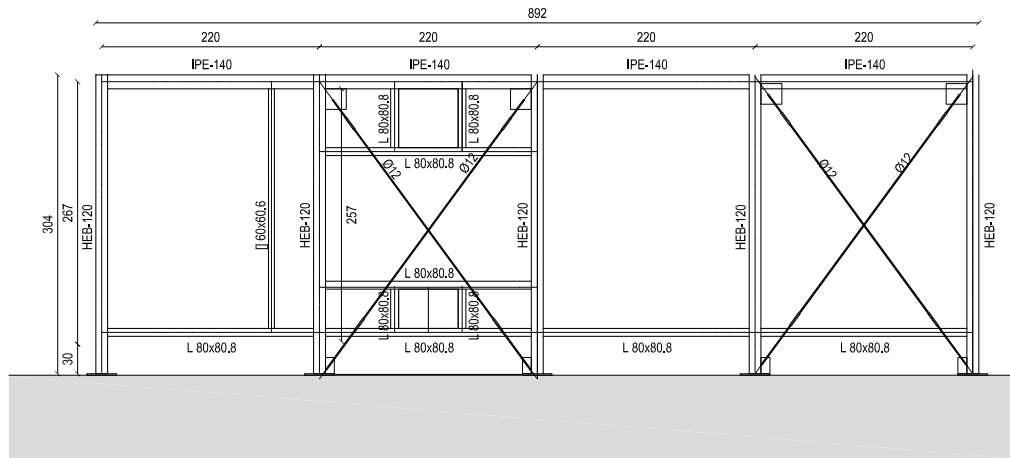 892
220 220 220 220
IPE-140 IPE-140 IPE-140 IPE-140
L 80x80.8 L 80x80.8
L 80x80.8
Ø12 Ø12 Ø12 Ø12
304 267 HEB-120 [] 60x60.6 HEB-120 257 HEB-120 HEB-120 HEB-120
L 80x80.8
L 80x80.8 L 80x80.8
L 80x80.8 L 80x80.8 L 80x80.8 L 80x80.8
30